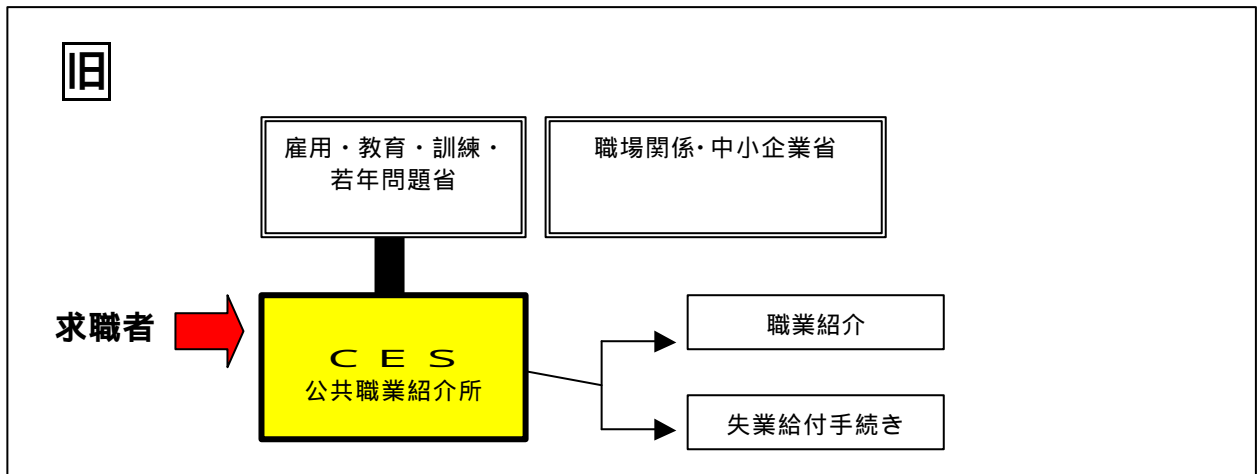 旧
雇用・教育・訓練・
若年問題省
職場関係・中小企業省
求職者
ＣＥＳ
公共職業紹介所
職業紹介
失業給付手続き